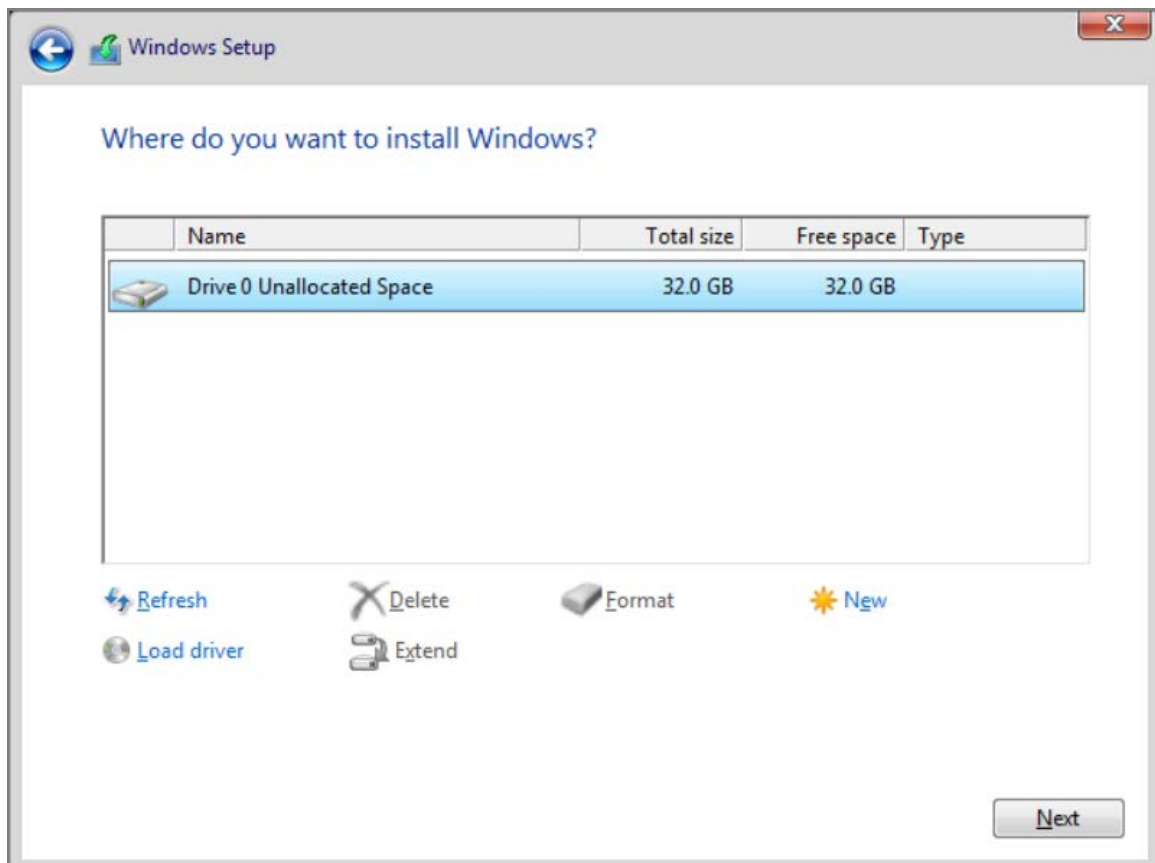 Windows Setup
Where do you want to install Windows?
Name Total size Free space Type
Drive 0 Unallocated Space 32.0 GB 32.0 GB
Refresh Delete Format New
Load driver Extend
Next